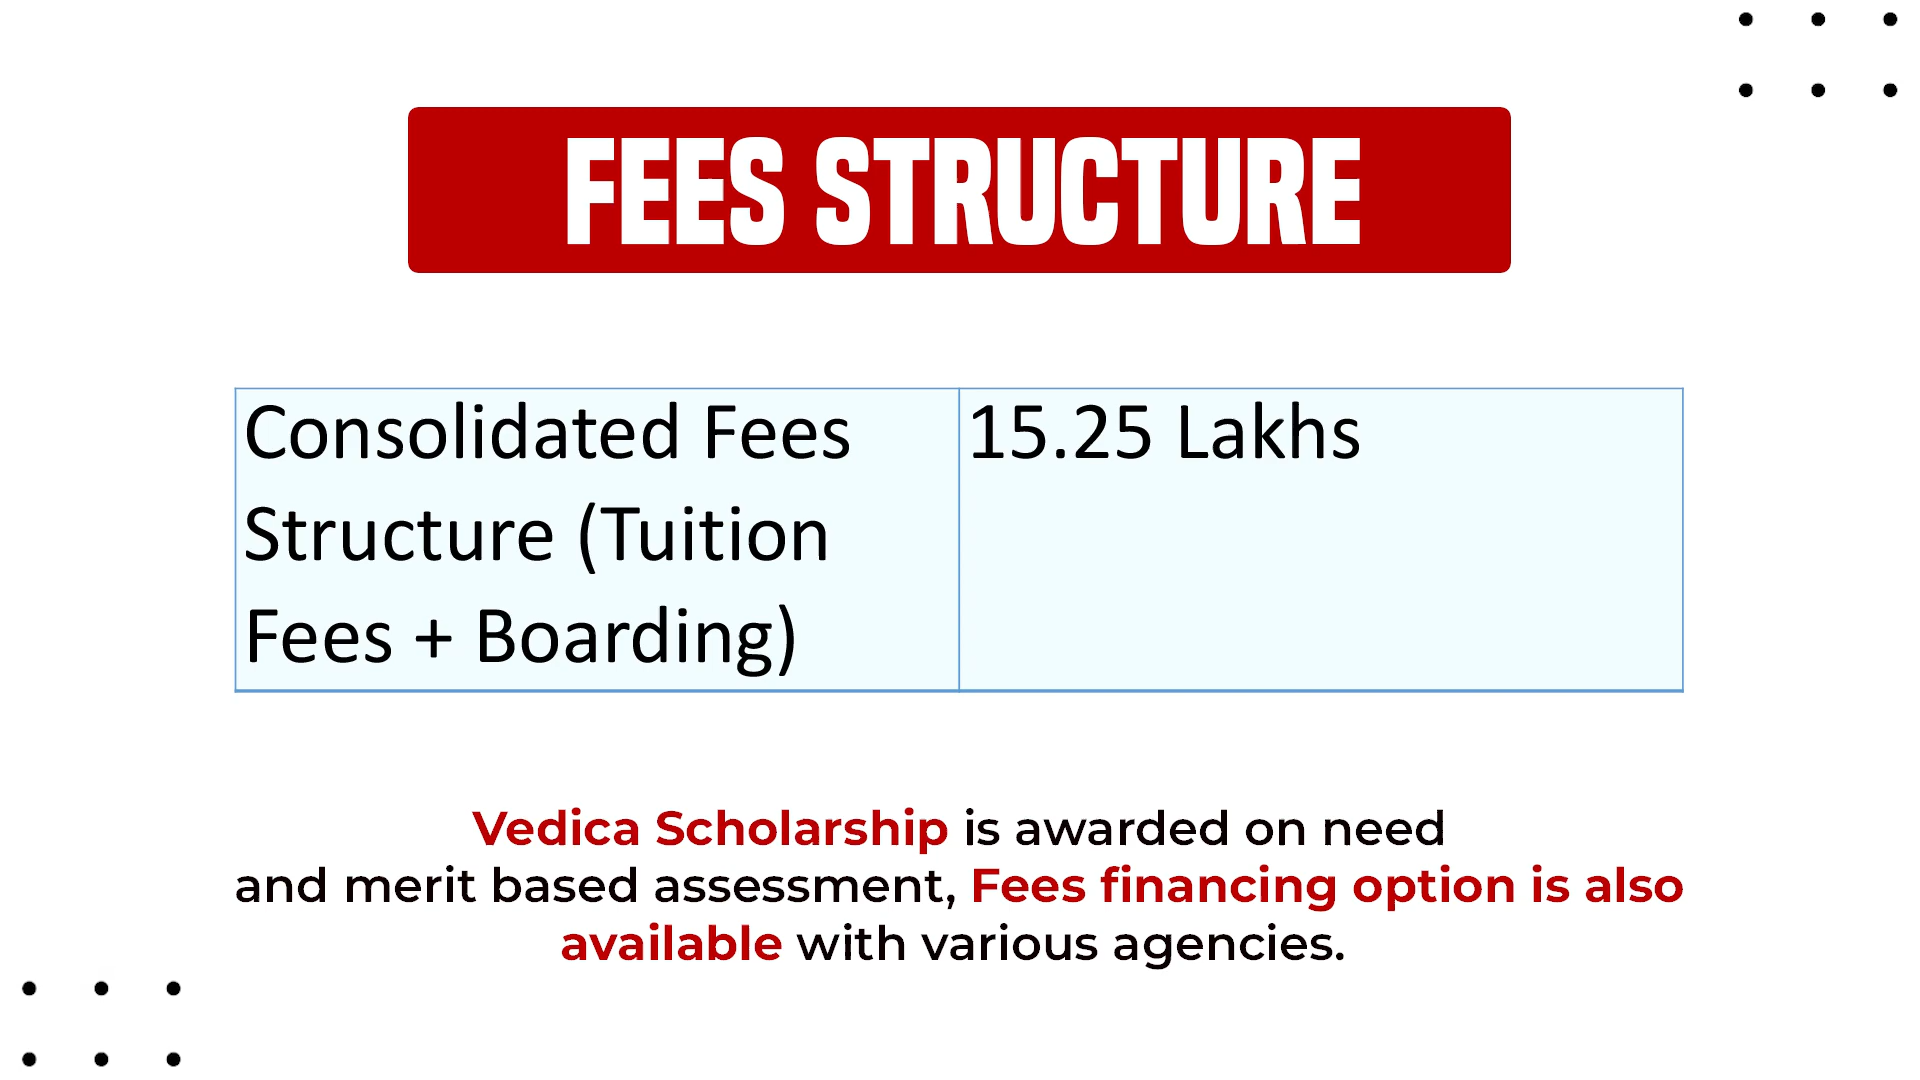 FEES STRUCTURE
Consolidated Fees
Structure (Tuition
Fees + Boarding)
15.25 Lakhs
Vedica Scholarship is awarded on need
and merit based assessment, Fees financing option is also
available with various agencies.